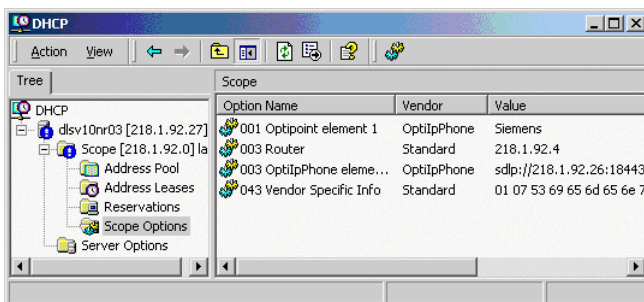 DHCP
Action View
Tree
Scope
DHCP
dlsv10nr03 [218.1.92.27]
Scope [218.1.92.0] la
Address Pool
Address Leases
Reservations
Scope Options
Server Options
Option Name Vendor Value
001 Optipoint element 1 OptiIpPhone Siemens
003 Router Standard 218.1.92.4
003 OptiIpPhone eleme... OptiIpPhone sdlp://218.1.92.26:18443
043 Vendor Specific Info Standard 01 07 53 69 65 6d 65 6e 7